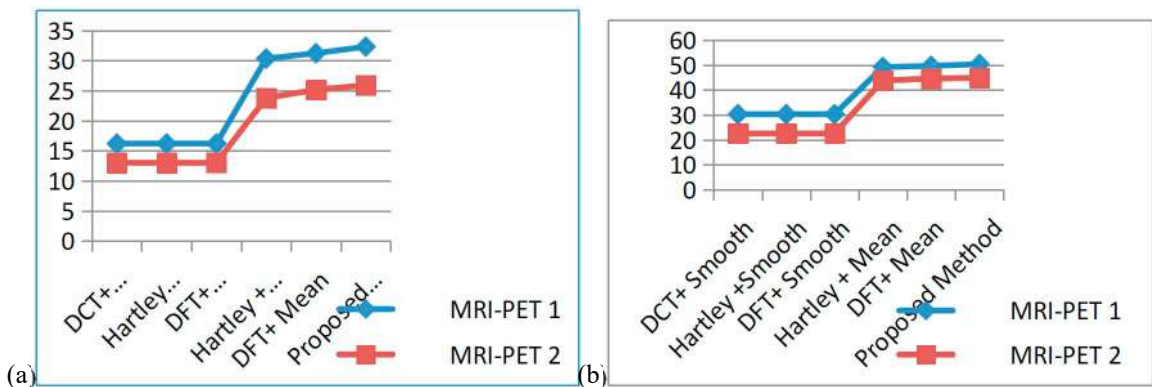 35
30
25
20
15
10
5
0
DCT+...
Hartley...
DFT+...
Hartley +...
DFT+ Mean
Proposed...
MRI-PET 1
MRI-PET 2
(a)
60
50
40
30
20
10
0
DCT+ Smooth
Hartley +Smooth
DFT+ Smooth
Hartley + Mean
DFT+ Mean
Proposed Method
MRI-PET 1
MRI-PET 2
(b)